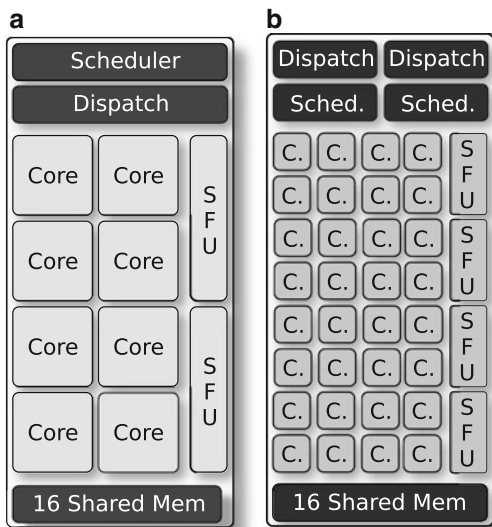 a
Scheduler
Dispatch
Core Core
S
F
U
Core Core
Core Core
S
F
U
Core Core
16 Shared Mem
b
Dispatch Dispatch
Sched. Sched.
C. C. C. C.
C. C. C. C.
S
F
U
C. C. C. C.
C. C. C. C.
S
F
U
C. C. C. C.
C. C. C. C.
S
F
U
C. C. C. C.
C. C. C. C.
S
F
U
16 Shared Mem